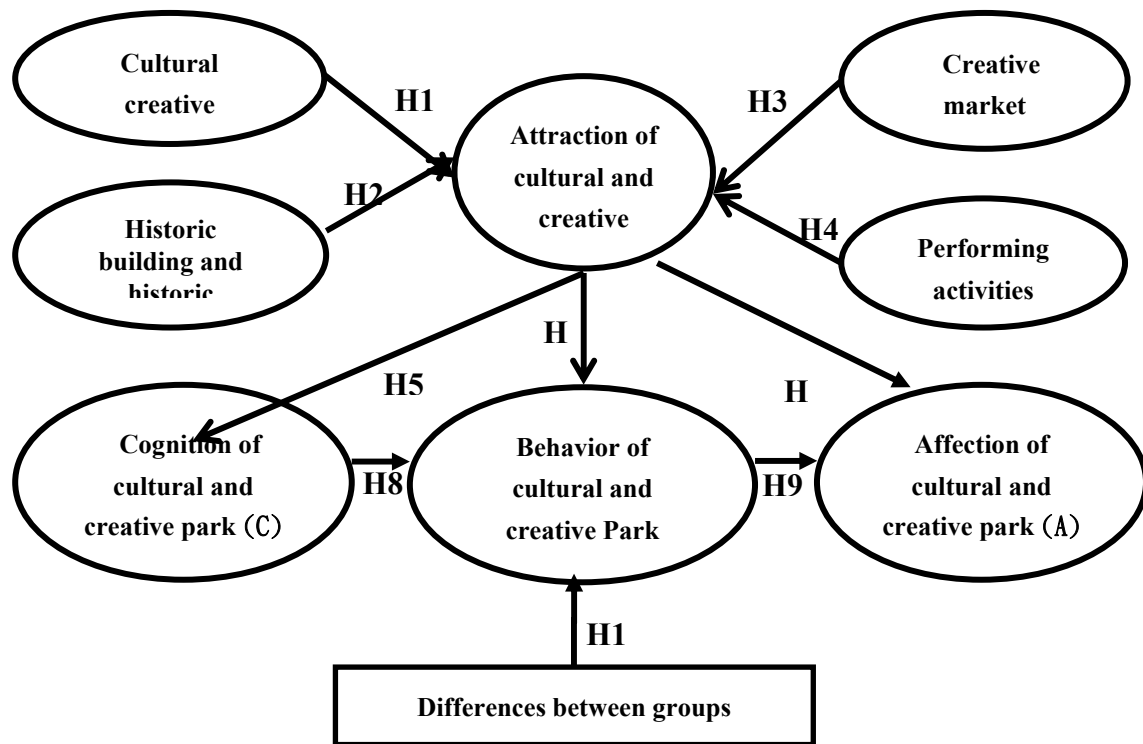 Cultural
creative
H1
Attraction of
cultural and
creative
H3
Creative
market
H2
Historic
building and
historic
H4
Performing
activities
H
H5
H
Cognition of
cultural and
creative park (C)
H8
Behavior of
cultural and
creative Park
H9
Affection of
cultural and
creative park (A)
H1
Differences between groups